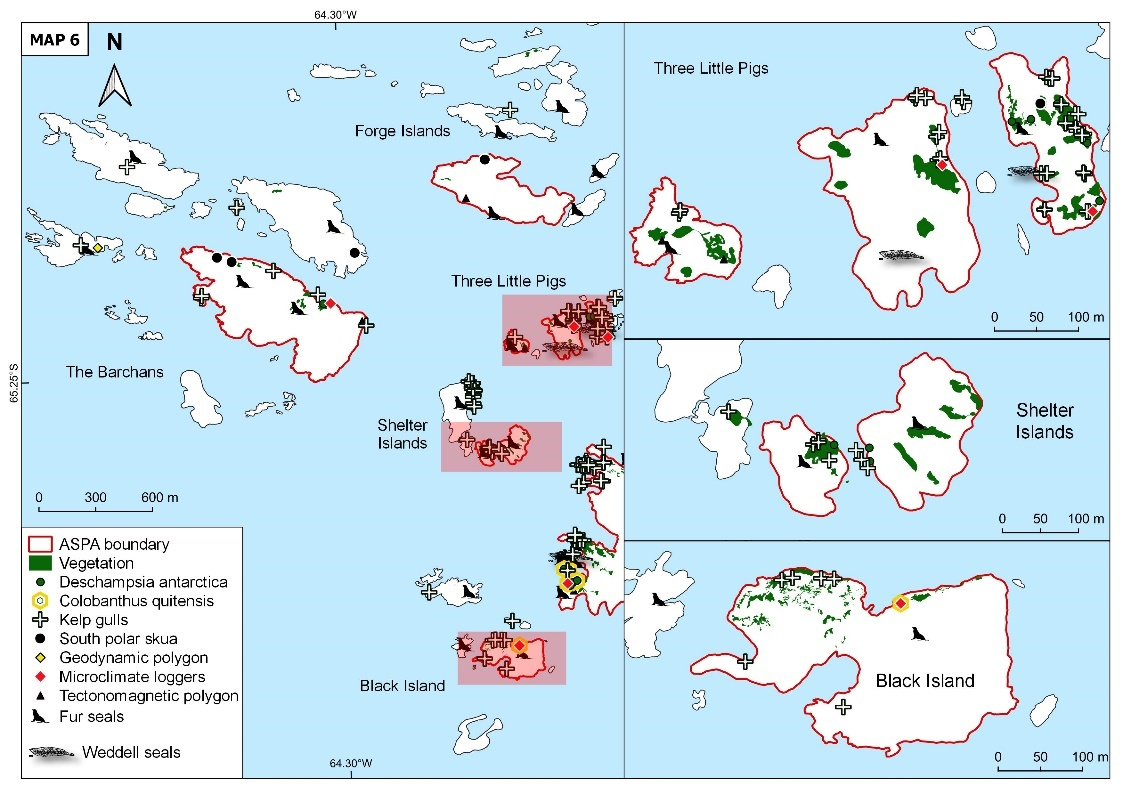 64.30°W
MAP 6
N
Three Little Pigs
Forge Islands
Three Little Pigs
0 50 100 m
65.25°S
The Barchans
Shelter
Islands
Shelter
Islands
0 300 600 m
0 50 100 m
ASPA boundary
Vegetation
Deschampsia antarctica
Colobanthus quitensis
Kelp gulls
South polar skua
Geodynamic polygon
Microclimate loggers
Tectonomagnetic polygon
Fur seals
Weddell seals
Black Island
Black Island
0 50 100 m
64.30°W